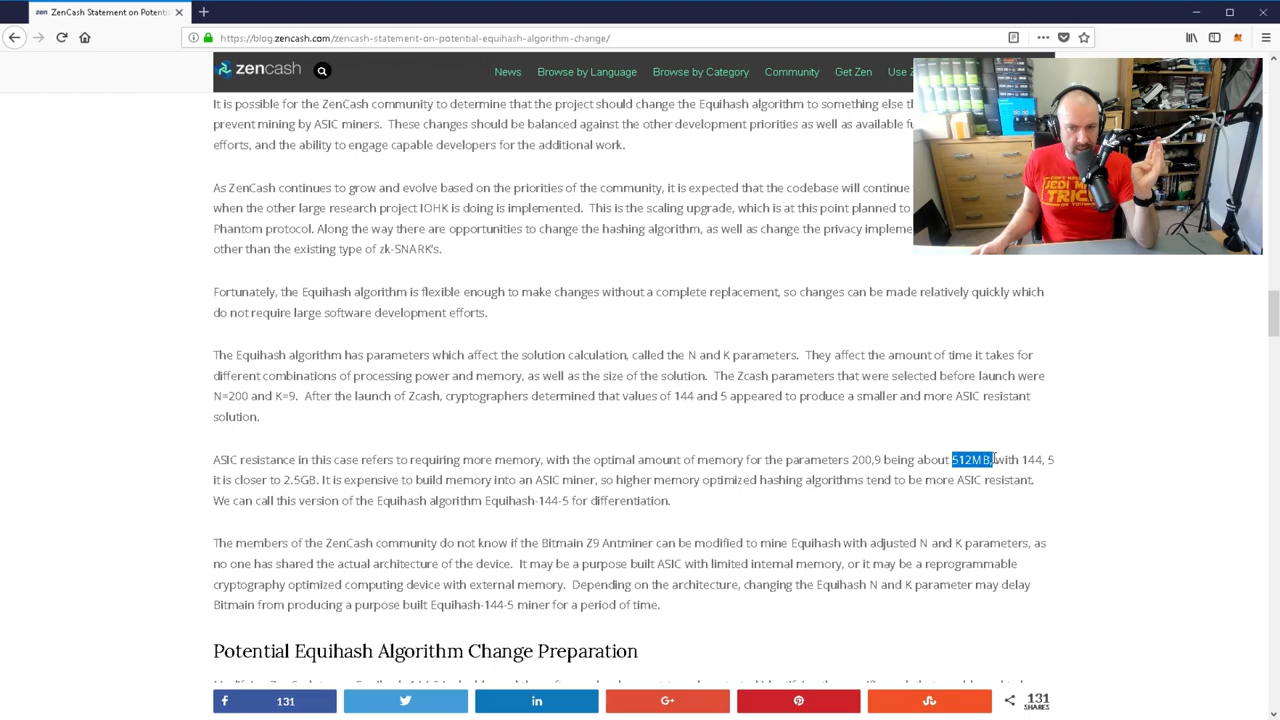 zen ZenCash Statement on Potenti
https://blog.zencash.com/zencash-statement-on-potential-equihash-algorithm-change/
zencash
News Browse by Language Browse by Category Community Get Zen Use
It is possible for the ZenCash community to determine that the project should change the Equihash algorithm to something else
prevent mining by ASIC miners. These changes should be balanced against the other development priorities as well as available
efforts, and the ability to engage capable developers for the additional work.
As ZenCash continues to grow and evolve based on the priorities of the community, it is expected that the codebase will continue
when the other large research project IOHK is doing is implemented. This is the scaling upgrade, which is at this point planned to
Phantom protocol. Along the way there are opportunities to change the hashing algorithm, as well as change the privacy
other than the existing type of zk-SNARK's.
JEDI
TRICK
OR YOU
Fortunately, the Equihash algorithm is flexible enough to make changes without a complete replacement, so changes can be made relatively quickly which
do not require large software development efforts.
The Equihash algorithm has parameters which affect the solution calculation, called the N and K parameters. They affect the amount of time it takes for
different combinations of processing power and memory, as well as the size of the solution. The Zcash parameters that were selected before launch were
N=200 and K=9. After the launch of Zcash, cryptographers determined that values of 144 and 5 appeared to produce a smaller and more ASIC resistant
solution.
ASIC resistance in this case refers to requiring more memory, with the optimal amount of memory for the parameters 200,9 being about 512MB, with 144, 5
it is closer to 2.5GB. It is expensive to build memory into an ASIC miner, so higher memory optimized hashing algorithms tend to be more ASIC resistant.
We can call this version of the Equihash algorithm Equihash-144-5 for differentiation.
The members of the ZenCash community do not know if the Bitmain Z9 Antminer can be modified to mine Equihash with adjusted N and K parameters, as
no one has shared the actual architecture of the device. It may be a purpose built ASIC with limited internal memory, or it may be a reprogrammable
cryptography optimized computing device with external memory. Depending on the architecture, changing the Equihash N and K parameter may delay
Bitmain from producing a purpose built Equihash-144-5 miner for a period of time.
Potential Equihash Algorithm Change Preparation
131
131
SHARES